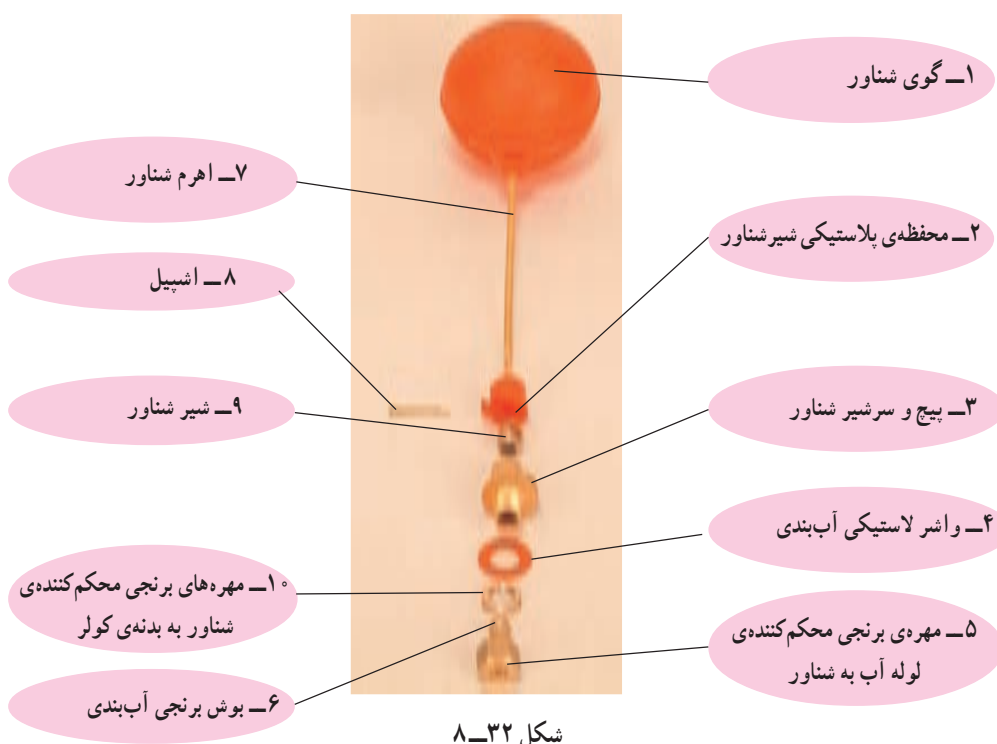 ۱ــ گوی شناور
۷ــ اهرم شناور
۲ــ محفظه‌ی پلاستیکی شیرشناور
۸ــ اشپیل
۹ــ شیر شناور
۳ــ پیچ و سرشیر شناور
۴ــ واشر لاستیکی آب‌بندی
۱۰ــ مهره‌های برنجی محکم‌کننده‌ی
شناور به بدنه‌ی کولر
۵ــ مهره‌ی برنجی محکم‌کننده‌ی
لوله آب به شناور
۶ــ بوش برنجی آب‌بندی
شکل ۳۲ــ۸